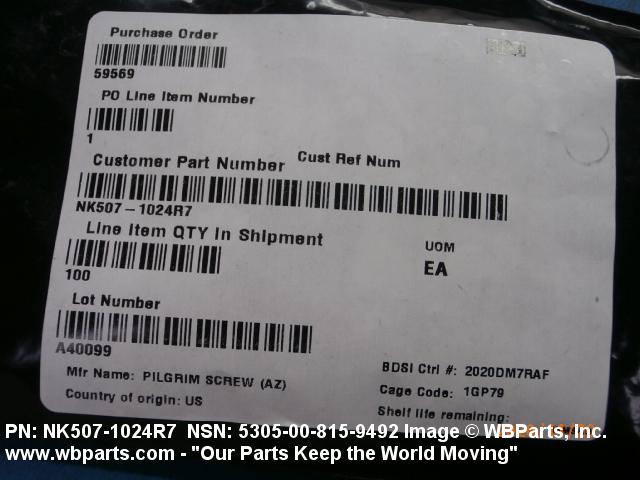 Purchase Order
59569
PO Line Item Number
1
Customer Part Number Cust Ref Num
NK507-1024R7
Line Item QTY In Shipment UOM
100 EA
Lot Number
A40099
Mfr Name: PILGRIM SCREW (AZ) BDSI Ctrl #: 2020DM7RAF
Country of origin: US Cage Code: 1GP79
Shelf life remaining:
PN: NK507-1024R7 NSN: 5305-00-815-9492 Image © WBParts, Inc.
www.wbparts.com - "Our Parts Keep the World Moving"